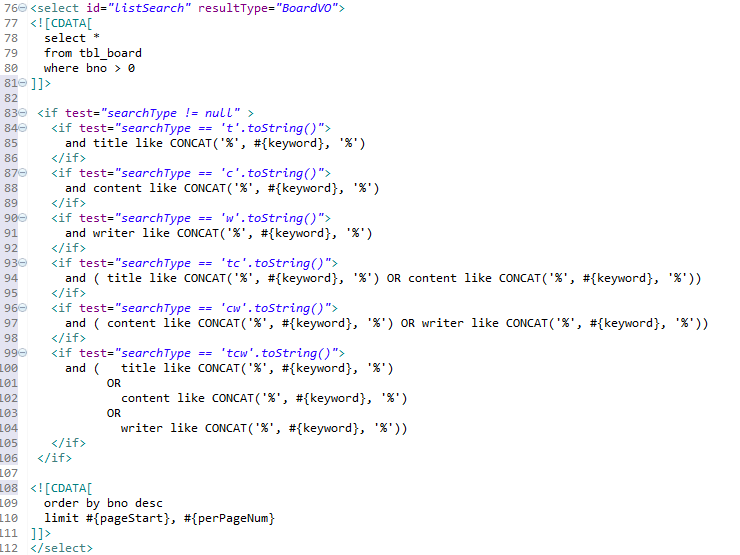 76 <select id="listSearch" resultType="BoardVO">
77 <![CDATA[
78 select *
79 from tbl_board
80 where bno > 0
81 ]]>
82
83 <if test="searchType != null" >
84 <if test="searchType == 't'.toString()">
85 and title like CONCAT('%', #{keyword}, '%')
86 </if>
87 <if test="searchType == 'c'.toString()">
88 and content like CONCAT('%', #{keyword}, '%')
89 </if>
90 <if test="searchType == 'w'.toString()">
91 and writer like CONCAT('%', #{keyword}, '%')
92 </if>
93 <if test="searchType == 'tc'.toString()">
94 and ( title like CONCAT('%', #{keyword}, '%') OR content like CONCAT('%', #{keyword}, '%'))
95 </if>
96 <if test="searchType == 'cw'.toString()">
97 and ( content like CONCAT('%', #{keyword}, '%') OR writer like CONCAT('%', #{keyword}, '%'))
98 </if>
99 <if test="searchType == 'tcw'.toString()">
100 and ( title like CONCAT('%', #{keyword}, '%')
101 OR
102 content like CONCAT('%', #{keyword}, '%')
103 OR
104 writer like CONCAT('%', #{keyword}, '%'))
105 </if>
106 </if>
107
108 <![CDATA[
109 order by bno desc
110 limit #{pageStart}, #{perPageNum}
111 ]]>
112 </select>